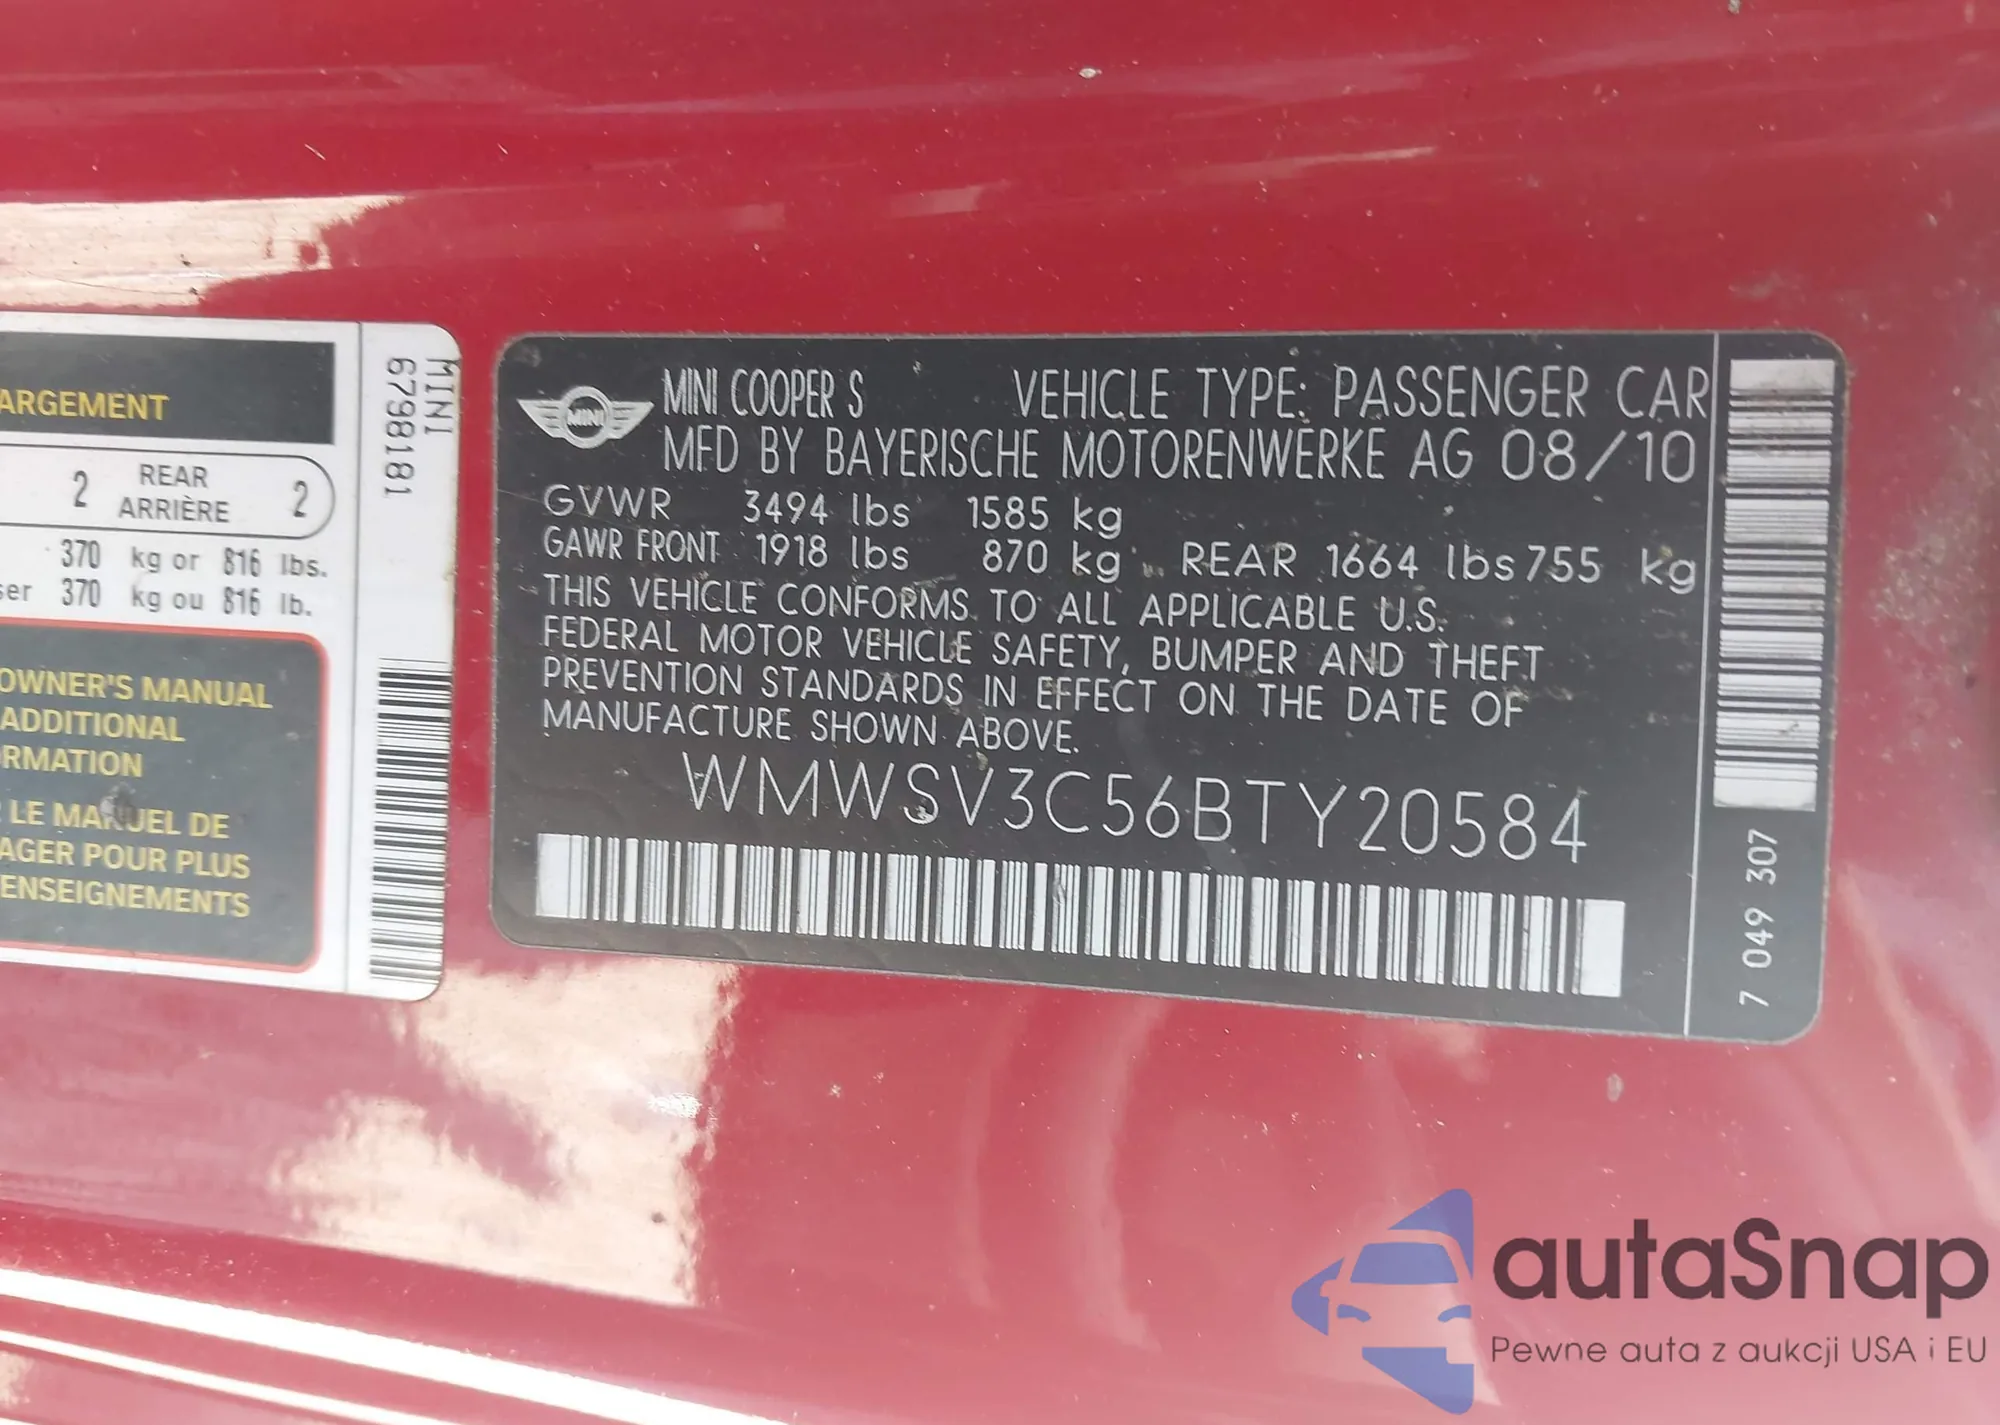 ARGEMENT
2 REAR ARRIÈRE 2
370 kg or 816 lbs.
ser 370 kg ou 816 lb.
OWNER'S MANUAL
ADDITIONAL
RMATION
LE MANUEL DE
AGER POUR PLUS
ENSEIGNEMENTS
MINI
6798181
MINI
MINI COOPER S VEHICLE TYPE: PASSENGER CAR
MFD BY BAYERISCHE MOTORENWERKE AG 08/10
GVWR 3494 lbs 1585 kg
GAWR FRONT 1918 lbs 870 kg REAR 1664 lbs 755 kg
THIS VEHICLE CONFORMS TO ALL APPLICABLE U.S.
FEDERAL MOTOR VEHICLE SAFETY, BUMPER AND THEFT
PREVENTION STANDARDS IN EFFECT ON THE DATE OF
MANUFACTURE SHOWN ABOVE.
WMWSV3C56BTY20584
7 049 307
autaSnap
Pewne auta z aukcji USA i EU